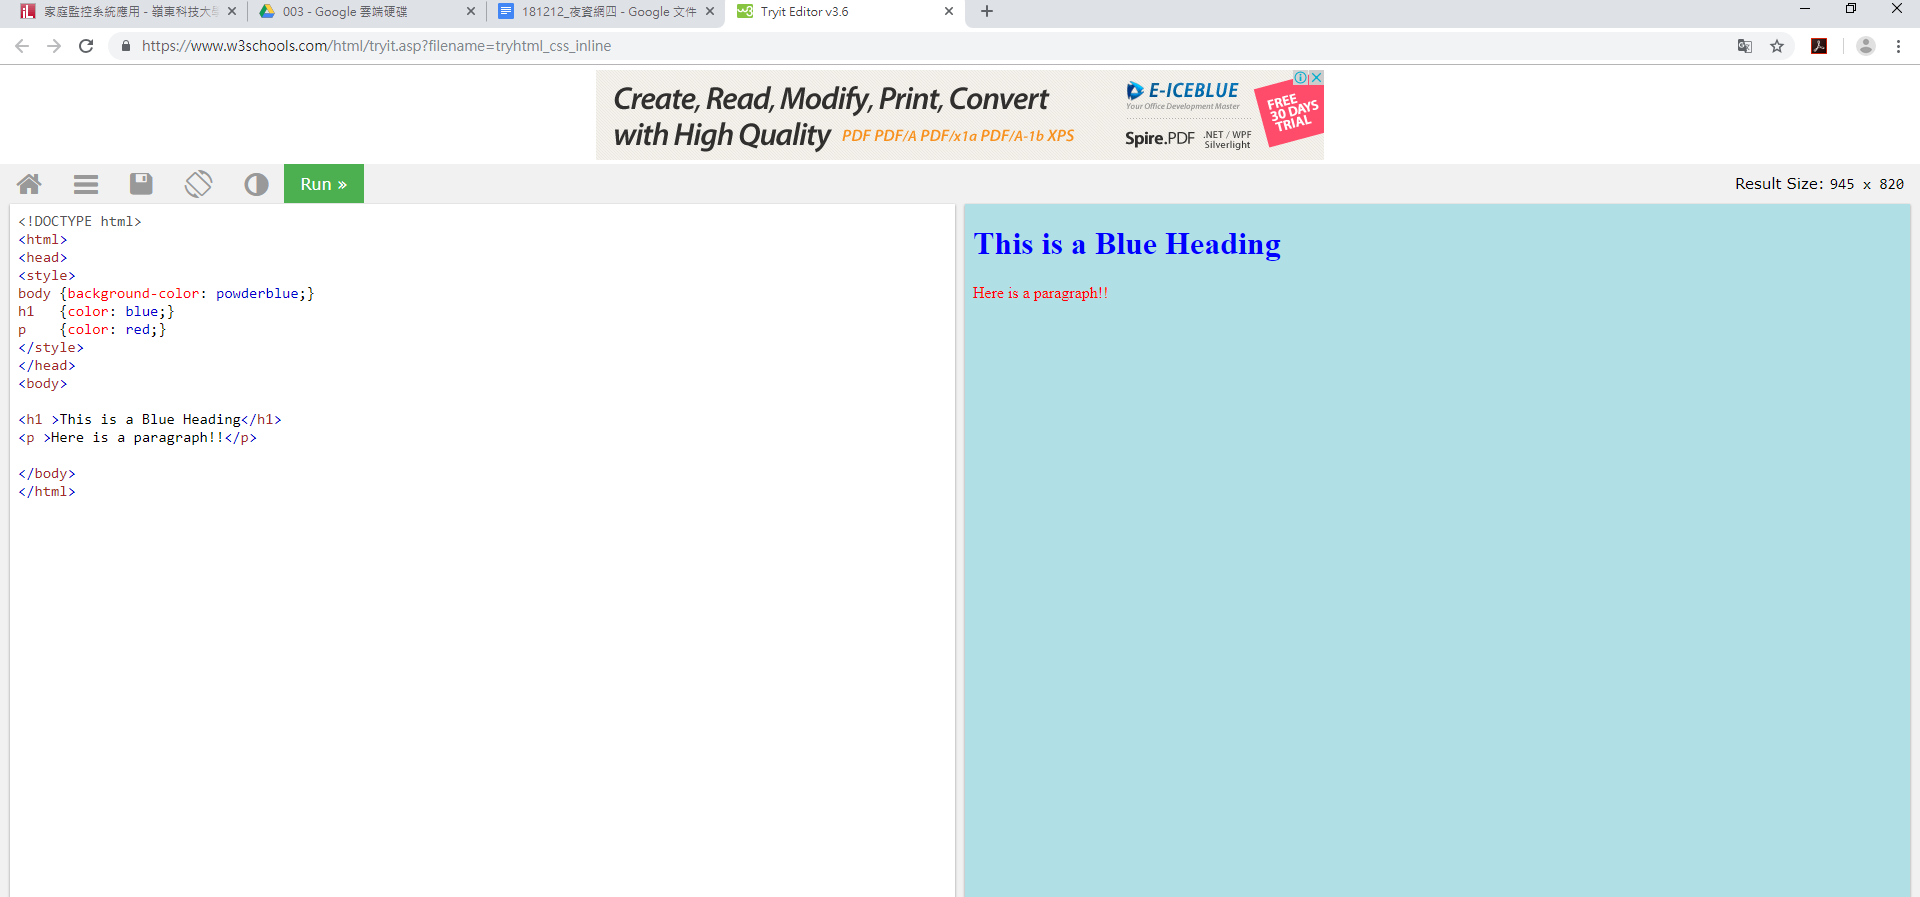 家庭監控系統應用 - 嶺東科技大
003 - Google 雲端硬碟
181212_夜資網四 - Google 文件
Tryit Editor v3.6
https://www.w3schools.com/html/tryit.asp?filename=tryhtml_css_inline
Create, Read, Modify, Print, Convert
with High Quality PDF PDF/A PDF/x1a PDF/A-1b XPS
E-ICEBLUE
Your Office Development Master
Spire.PDF .NET / WPF
Silverlight
FREE
30 DAYS
TRIAL
Run »
Result Size: 945 x 820
<!DOCTYPE html>
<html>
<head>
<style>
body {background-color: powderblue;}
h1   {color: blue;}
p    {color: red;}
</style>
</head>
<body>
<h1 >This is a Blue Heading</h1>
<p >Here is a paragraph!!</p>
</body>
</html>
This is a Blue Heading
Here is a paragraph!!